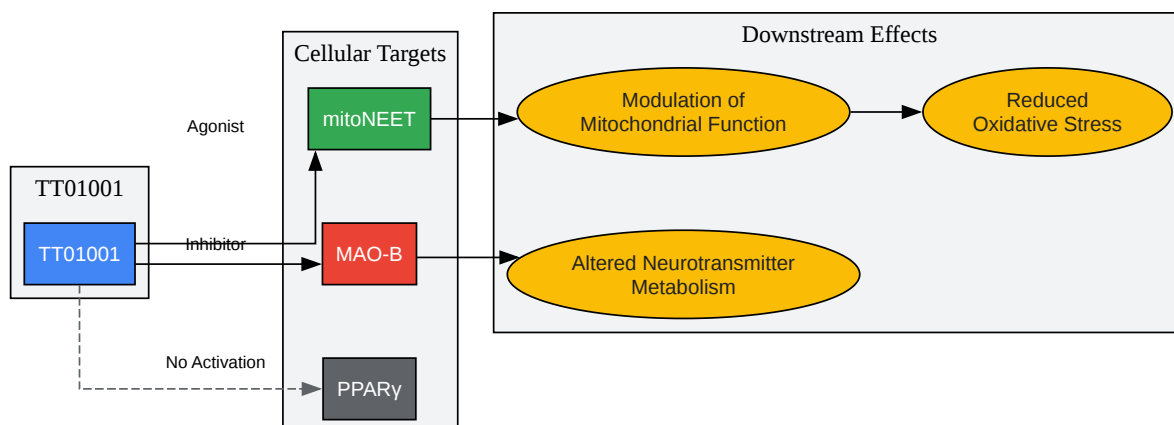 Downstream Effects
Cellular Targets
mitoNEET
Modulation of
Mitochondrial Function
Reduced
Oxidative Stress
Agonist
TT01001
TT01001
Inhibitor
MAO-B
Altered Neurotransmitter
Metabolism
No Activation
PPARγ